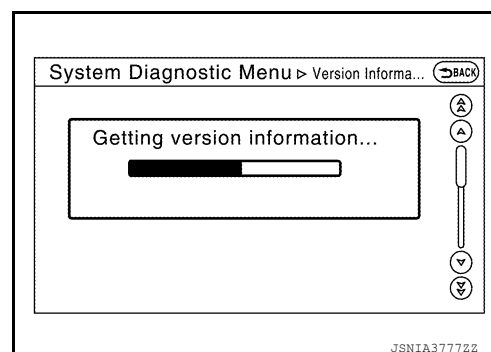 System Diagnostic Menu ▷ Version Informa... BACK
Getting version information...
JSNIA3777ZZ